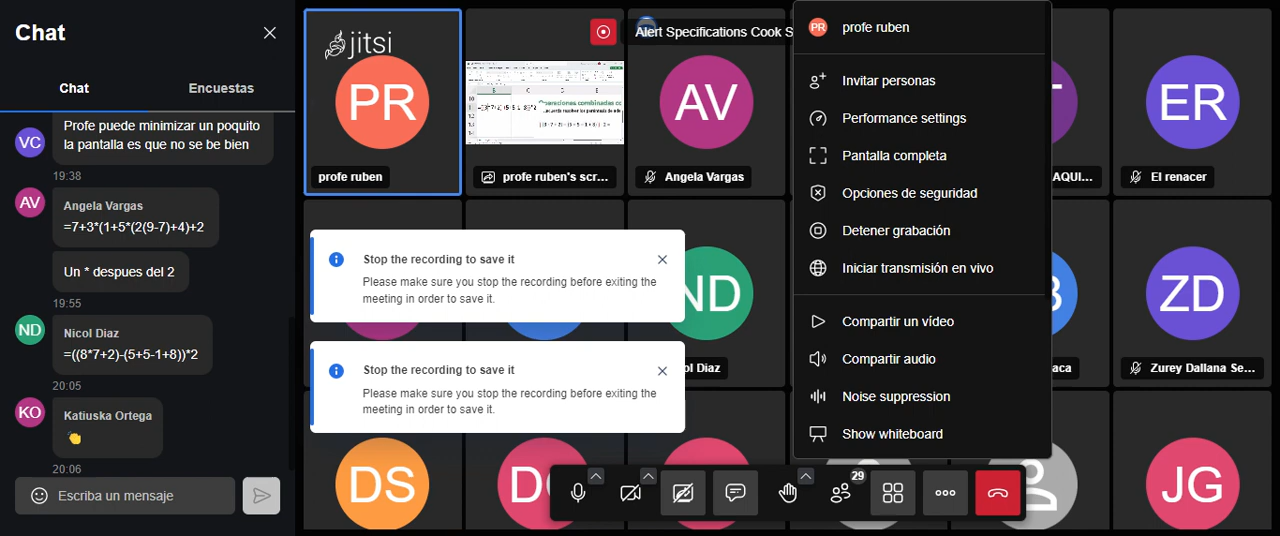 Chat
Chat
Encuestas
VC
Profe puede minimizar un poquito
la pantalla es que no se be bien
19:38
AV
Angela Vargas
=7+3*(1+5*(2(9-7)+4)+2
Un * despues del 2
19:55
ND
Nicol Diaz
=((8*7+2)-(5+5-1+8))*2
20:05
KO
Katiuska Ortega
20:06
Escriba un mensaje
jitsi
PR
profe ruben
profe ruben's scr...
Alert Specifications Cook S
AV
Angela Vargas
AQUI...
ER
El renacer
Stop the recording to save it
Please make sure you stop the recording before exiting the
meeting in order to save it.
Stop the recording to save it
Please make sure you stop the recording before exiting the
meeting in order to save it.
ND
ol Diaz
aca
ZD
Zurey Dallana Se...
DS
JG
29
PR
profe ruben
Invitar personas
Performance settings
Pantalla completa
Opciones de seguridad
Detener grabación
Iniciar transmisión en vivo
Compartir un vídeo
Compartir audio
Noise suppression
Show whiteboard